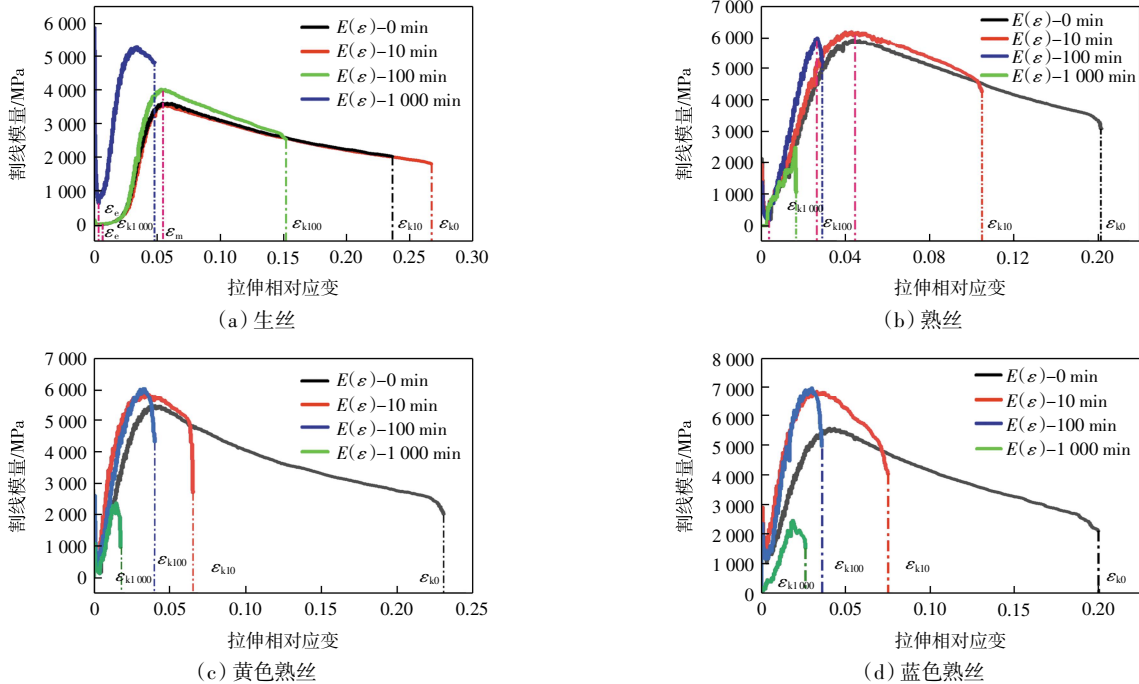 6 000
5 000
4 000
3 000
2 000
1 000
0
割线模量/MPa
E(ε)-0 min
E(ε)-10 min
E(ε)-100 min
E(ε)-1 000 min
εe
εe
εk1 000
εm
εk100
εk10
εk0
0 0.05 0.10 0.15 0.20 0.25 0.30
拉伸相对应变
(a) 生丝
7 000
6 000
5 000
4 000
3 000
2 000
1 000
0
割线模量/MPa
E(ε)-0 min
E(ε)-10 min
E(ε)-100 min
E(ε)-1 000 min
εk1 000
εk100
εk10
εk0
0 0.04 0.08 0.12 0.20
拉伸相对应变
(b) 熟丝
7 000
6 000
5 000
4 000
3 000
2 000
1 000
0
割线模量/MPa
E(ε)-0 min
E(ε)-10 min
E(ε)-100 min
E(ε)-1 000 min
εk1 000
εk100
εk10
εk0
0 0.05 0.10 0.15 0.20 0.25
拉伸相对应变
(c) 黄色熟丝
8 000
7 000
6 000
5 000
4 000
3 000
2 000
1 000
0
割线模量/MPa
E(ε)-0 min
E(ε)-10 min
E(ε)-100 min
E(ε)-1 000 min
εk1 000
εk100
εk10
εk0
0 0.05 0.10 0.15 0.20
拉伸相对应变
(d) 蓝色熟丝